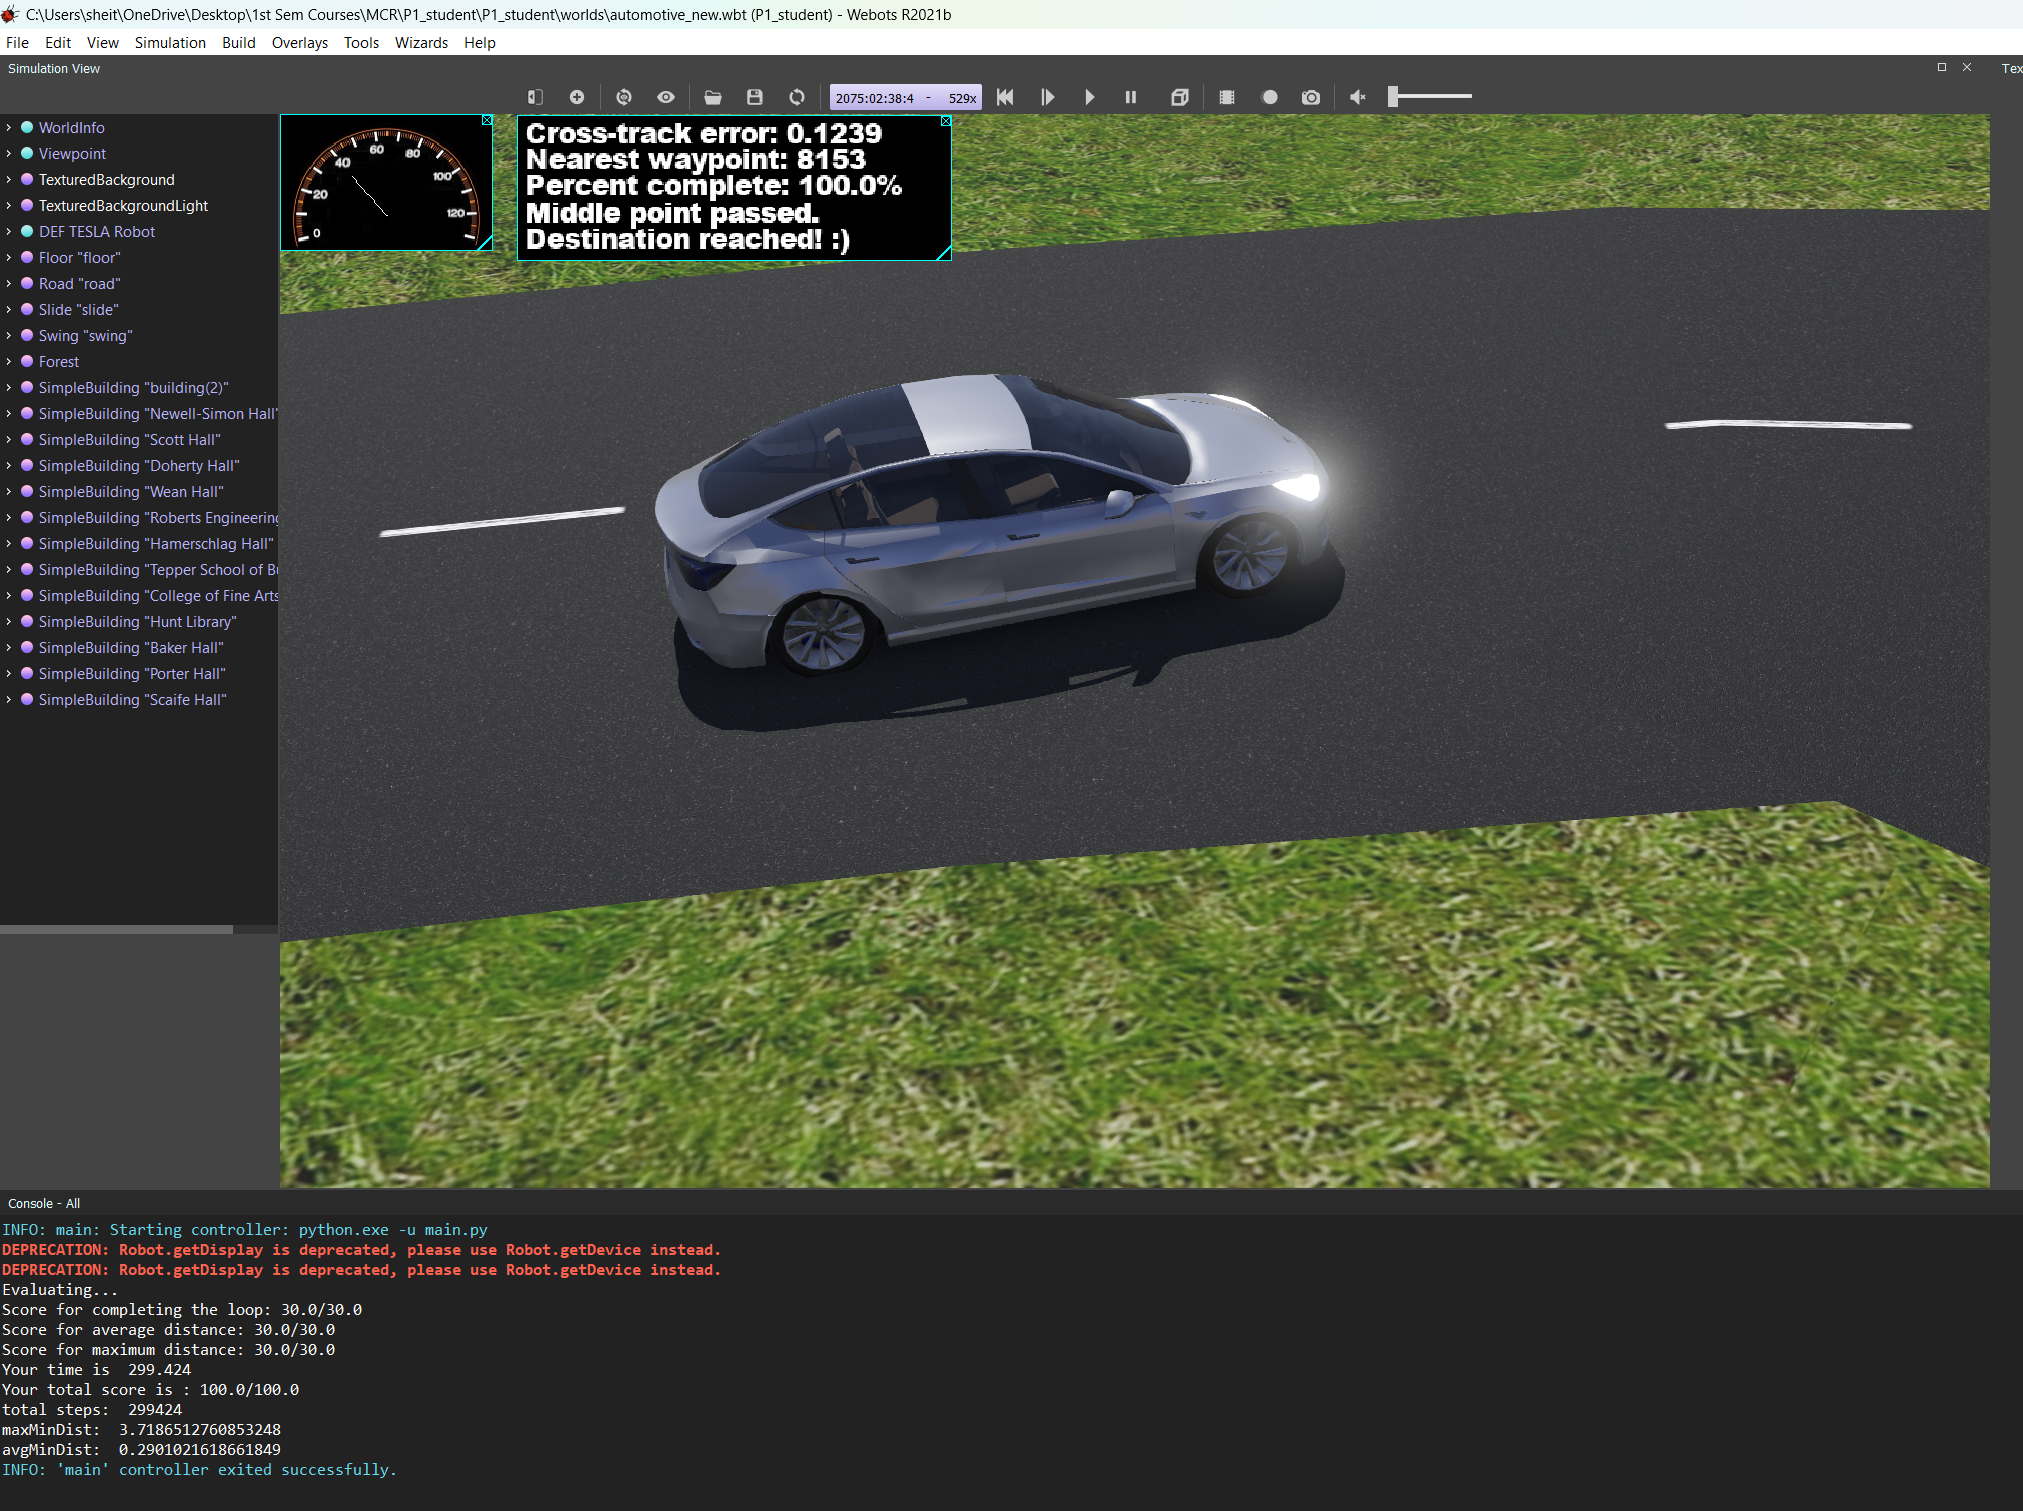 C:\Users\sheit\OneDrive\Desktop\1st Sem Courses\MCR\P1_student\P1_student\worlds\automotive_new.wbt (P1_student) - Webots R2021b
File Edit View Simulation Build Overlays Tools Wizards Help
Simulation View
Tex
2075:02:38:4 - 529x
WorldInfo
Viewpoint
TexturedBackground
TexturedBackgroundLight
DEF TESLA Robot
Floor "floor"
Road "road"
Slide "slide"
Swing "swing"
Forest
SimpleBuilding "building(2)"
SimpleBuilding "Newell-Simon Hall"
SimpleBuilding "Scott Hall"
SimpleBuilding "Doherty Hall"
SimpleBuilding "Wean Hall"
SimpleBuilding "Roberts Engineering
SimpleBuilding "Hamerschlag Hall"
SimpleBuilding "Tepper School of Bu
SimpleBuilding "College of Fine Arts
SimpleBuilding "Hunt Library"
SimpleBuilding "Baker Hall"
SimpleBuilding "Porter Hall"
SimpleBuilding "Scaife Hall"
0 20 40 60 80 100 120
Cross-track error: 0.1239
Nearest waypoint: 8153
Percent complete: 100.0%
Middle point passed.
Destination reached! :)
Console - All
INFO: main: Starting controller: python.exe -u main.py
DEPRECATION: Robot.getDisplay is deprecated, please use Robot.getDevice instead.
DEPRECATION: Robot.getDisplay is deprecated, please use Robot.getDevice instead.
Evaluating...
Score for completing the loop: 30.0/30.0
Score for average distance: 30.0/30.0
Score for maximum distance: 30.0/30.0
Your time is  299.424
Your total score is : 100.0/100.0
total steps:  299424
maxMinDist:  3.7186512760853248
avgMinDist:  0.2901021618661849
INFO: 'main' controller exited successfully.